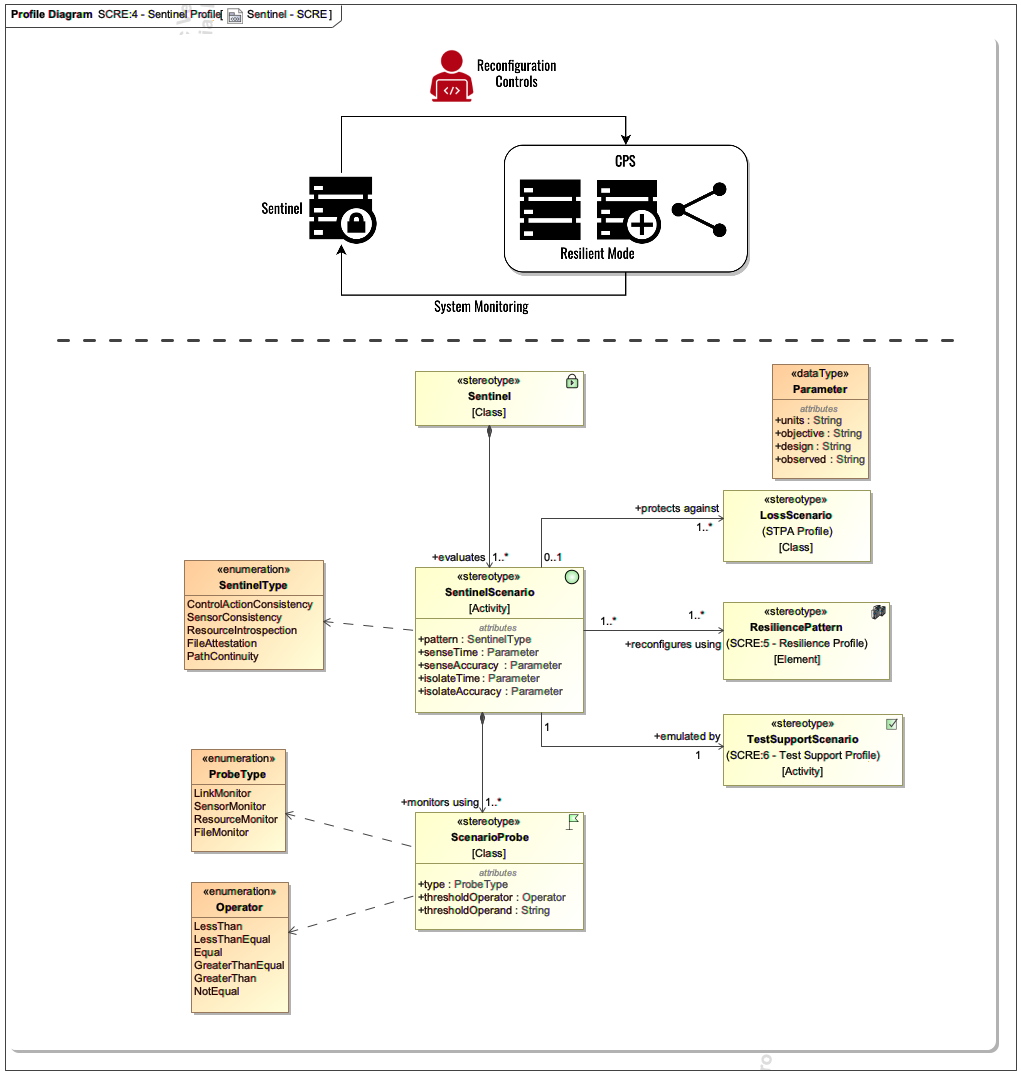 Profile Diagram SCRE:4 - Sentinel Profile[ Sentinel - SCRE ]
Reconfiguration
Controls
CPS
Sentinel
Resilient Mode
System Monitoring
«stereotype»
Sentinel
[Class]
«dataType»
Parameter
attributes
+units : String
+objective : String
+design : String
+observed : String
+protects against
1..*
«stereotype»
LossScenario
(STPA Profile)
[Class]
+evaluates 1..*
0..1
«enumeration»
SentinelType
ControlActionConsistency
SensorConsistency
ResourceIntrospection
FileAttestation
PathContinuity
«stereotype»
SentinelScenario
[Activity]
attributes
+pattern : SentinelType
+senseTime : Parameter
+senseAccuracy : Parameter
+isolateTime : Parameter
+isolateAccuracy : Parameter
1..*
1..*
+reconfigures using
«stereotype»
ResiliencePattern
(SCRE:5 - Resilience Profile)
[Element]
1
+emulated by
1
«stereotype»
TestSupportScenario
(SCRE:6 - Test Support Profile)
[Activity]
«enumeration»
ProbeType
LinkMonitor
SensorMonitor
ResourceMonitor
FileMonitor
+monitors using 1..*
«stereotype»
ScenarioProbe
[Class]
attributes
+type : ProbeType
+thresholdOperator : Operator
+thresholdOperand : String
«enumeration»
Operator
LessThan
LessThanEqual
Equal
GreaterThanEqual
GreaterThan
NotEqual